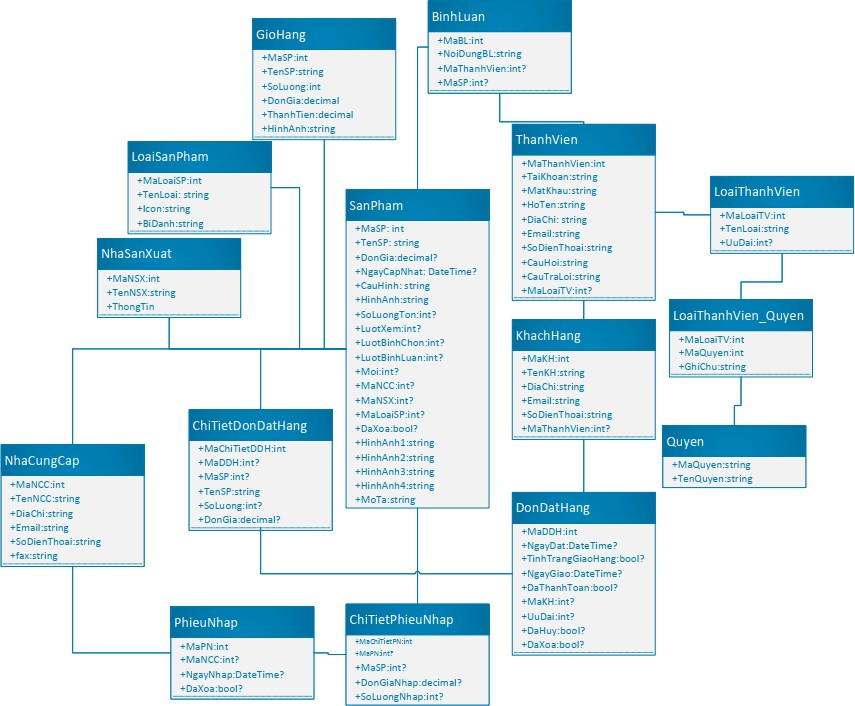 BinhLuan
+MaBL:int
+NoiDungBL:string
+MaThanhVien:int?
+MaSP:int?
GioHang
+MaSP:int
+TenSP:string
+SoLuong:int
+DonGia:decimal
+ThanhTien:decimal
+HinhAnh:string
LoaiSanPham
+MaLoaiSP:int
+TenLoai: string
+Icon:string
+BiDanh:string
ThanhVien
+MaThanhVien:int
+TaiKhoan:string
+MatKhau:string
+HoTen:string
+DiaChi: string
+Email:string
+SoDienThoai:string
+CauHoi:string
+CauTraLoi:string
+MaLoaiTV:int?
LoaiThanhVien
+MaLoaiTV:int
+TenLoai:string
+UuDai:int?
SanPham
+MaSP: int
+TenSP: string
+DonGia:decimal?
+NgayCapNhat: DateTime?
+CauHinh: string
+HinhAnh:string
+SoLuongTon:int?
+LuotXem:int?
+LuotBinhChon:int?
+LuotBinhLuan:int?
+Moi:int?
+MaNCC:int?
+MaNSX:int?
+MaLoaiSP:int?
+DaXoa:bool?
+HinhAnh1:string
+HinhAnh2:string
+HinhAnh3:string
+HinhAnh4:string
+MoTa:string
NhaSanXuat
+MaNSX:int
+TenNSX:string
+ThongTin
LoaiThanhVien_Quyen
+MaLoaiTV:int
+MaQuyen:int
+GhiChu:string
KhachHang
+MaKH:int
+TenKH:string
+DiaChi:string
+Email:string
+SoDienThoai:string
+MaThanhVien:int?
ChiTietDonDatHang
+MaChiTietDDH:int
+MaDDH:int?
+MaSP:int?
+TenSP:string
+SoLuong:int?
+DonGia:decimal?
Quyen
+MaQuyen:string
+TenQuyen:string
NhaCungCap
+MaNCC:int
+TenNCC:string
+DiaChi:string
+Email:string
+SoDienThoai:string
+fax:string
DonDatHang
+MaDDH:int
+NgayDat:DateTime?
+TinhTrangGiaoHang:bool?
+NgayGiao:DateTime?
+DaThanhToan:bool?
+MaKH:int?
+UuDai:int?
+DaHuy:bool?
+DaXoa:bool?
PhieuNhap
+MaPN:int
+MaNCC:int?
+NgayNhap:DateTime?
+DaXoa:bool?
ChiTietPhieuNhap
+MaChiTietPN:int
+MaPN:int?
+MaSP:int?
+DonGiaNhap:decimal?
+SoLuongNhap:int?